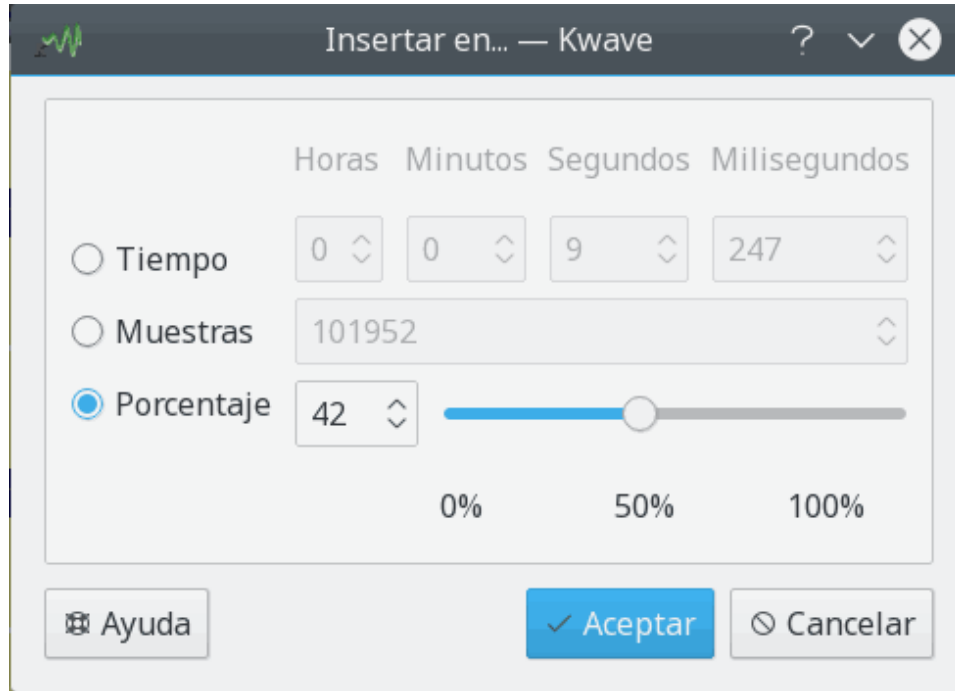 Insertar en... — Kwave
Horas Minutos Segundos Milisegundos
Tiempo 0 0 9 247
Muestras 101952
Porcentaje 42
0% 50% 100%
Ayuda Aceptar Cancelar